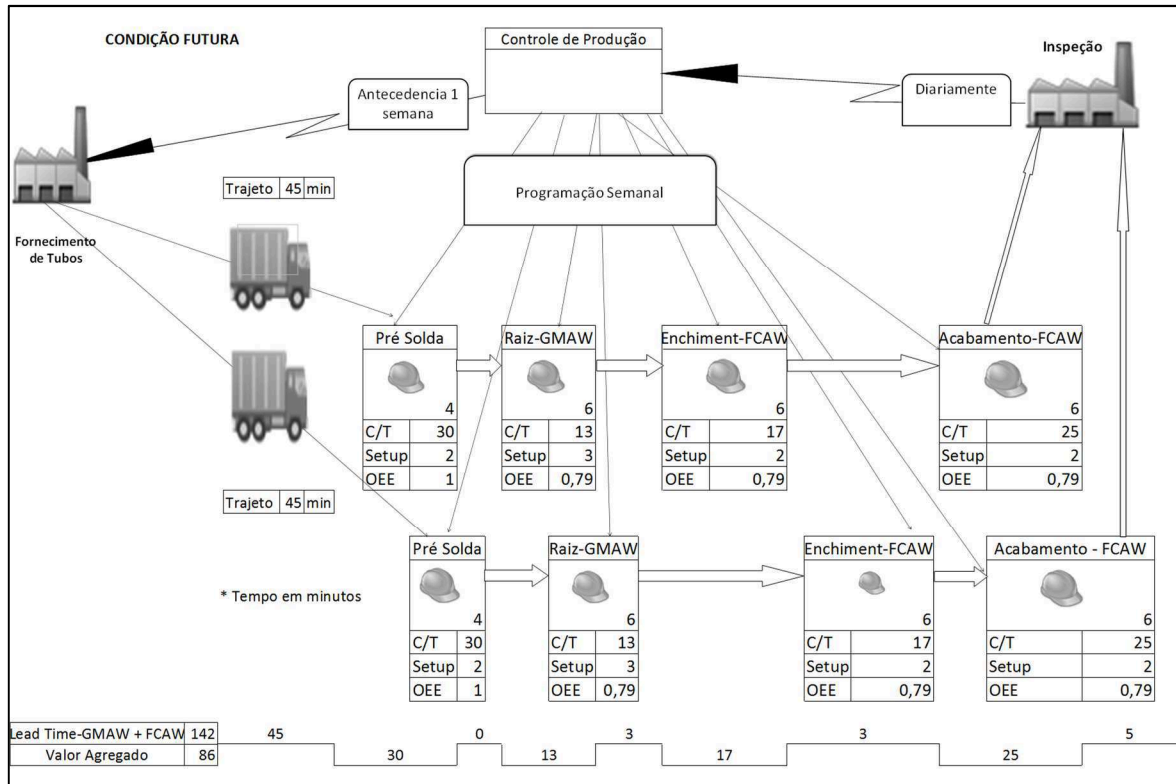 CONDIÇÃO FUTURA
Controle de Produção
Inspeção
Antecedencia 1
semana
Diariamente
Programação Semanal
Trajeto 45 min
Fornecimento
de Tubos
Pré Solda
4
C/T 30
Setup 2
OEE 1
Raiz-GMAW
6
C/T 13
Setup 3
OEE 0,79
Enchiment-FCAW
6
C/T 17
Setup 2
OEE 0,79
Acabamento-FCAW
6
C/T 25
Setup 2
OEE 0,79
Trajeto 45 min
Pré Solda
4
C/T 30
Setup 2
OEE 1
Raiz-GMAW
6
C/T 13
Setup 3
OEE 0,79
Enchiment-FCAW
6
C/T 17
Setup 2
OEE 0,79
Acabamento - FCAW
6
C/T 25
Setup 2
OEE 0,79
* Tempo em minutos
Lead Time-GMAW + FCAW 142 45 0 3 3 5
Valor Agregado 86 30 13 17 25